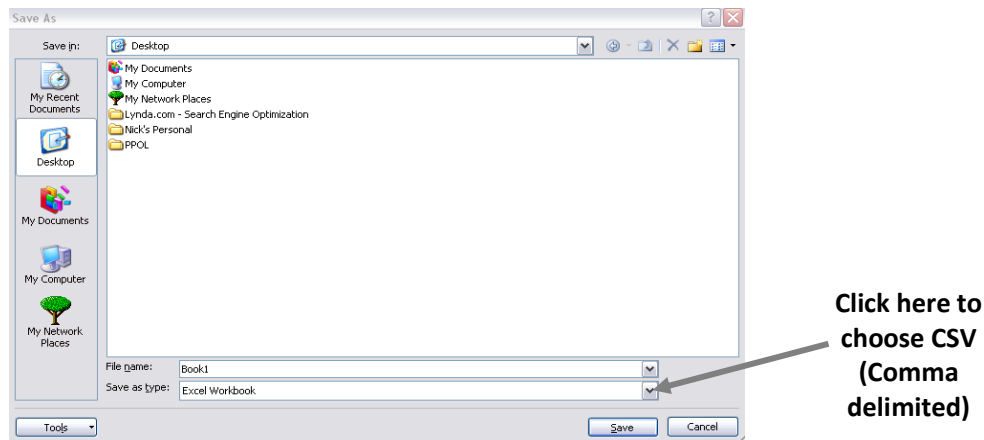 Save As
Save in:
Desktop
My Recent
Documents
Desktop
My Documents
My Computer
My Network
Places
My Documents
My Computer
My Network Places
Lynda.com - Search Engine Optimization
Nick's Personal
PPOL
File name:
Book1
Save as type:
Excel Workbook
Tools
Save
Cancel
Click here to
choose CSV
(Comma
delimited)